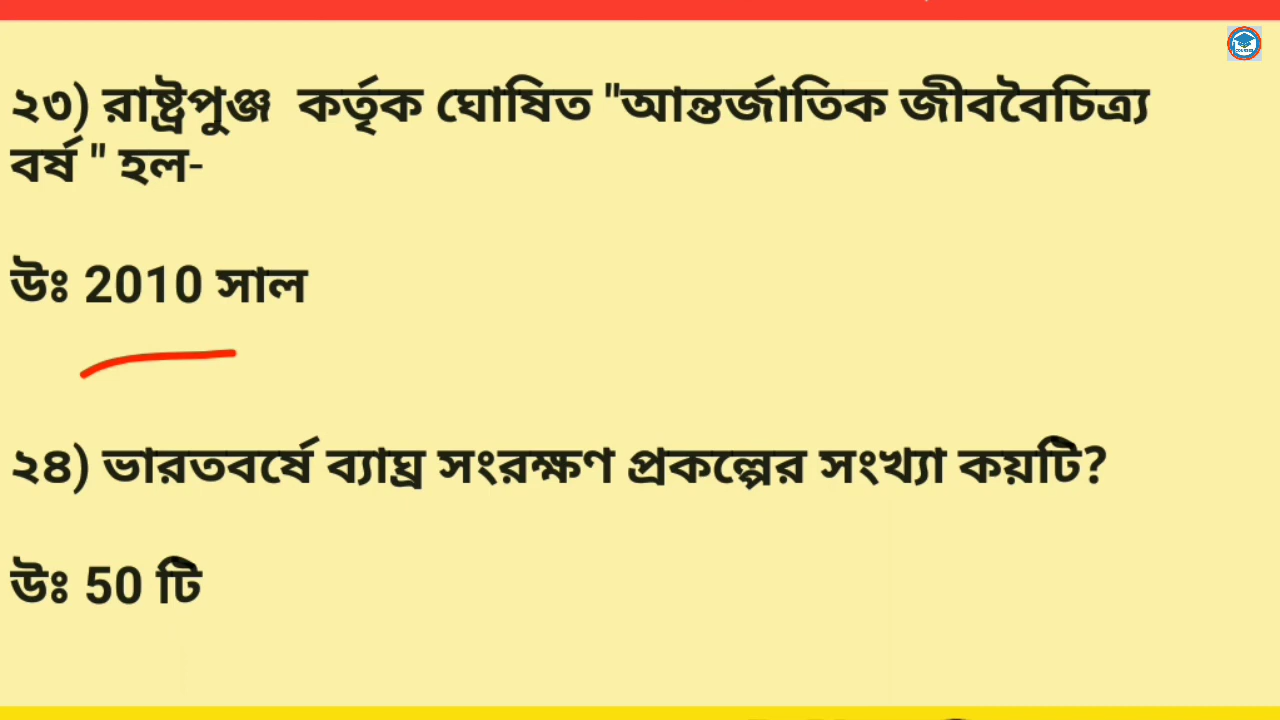 ২৩) রাষ্ট্রপুঞ্জ কর্তৃক ঘোষিত "আন্তর্জাতিক জীববৈচিত্র্য
বর্ষ " হল-
উঃ 2010 সাল
২৪) ভারতবর্ষে ব্যাঘ্র সংরক্ষণ প্রকল্পের সংখ্যা কয়টি?
উঃ 50 টি